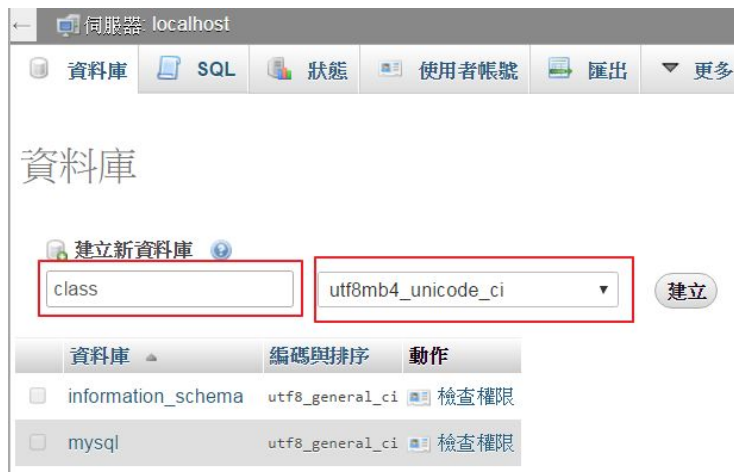 伺服器: localhost
資料庫 SQL 狀態 使用者帳號 匯出 更多
資料庫
建立新資料庫
class utf8mb4_unicode_ci 建立
資料庫 編碼與排序 動作
information_schema utf8_general_ci 檢查權限
mysql utf8_general_ci 檢查權限